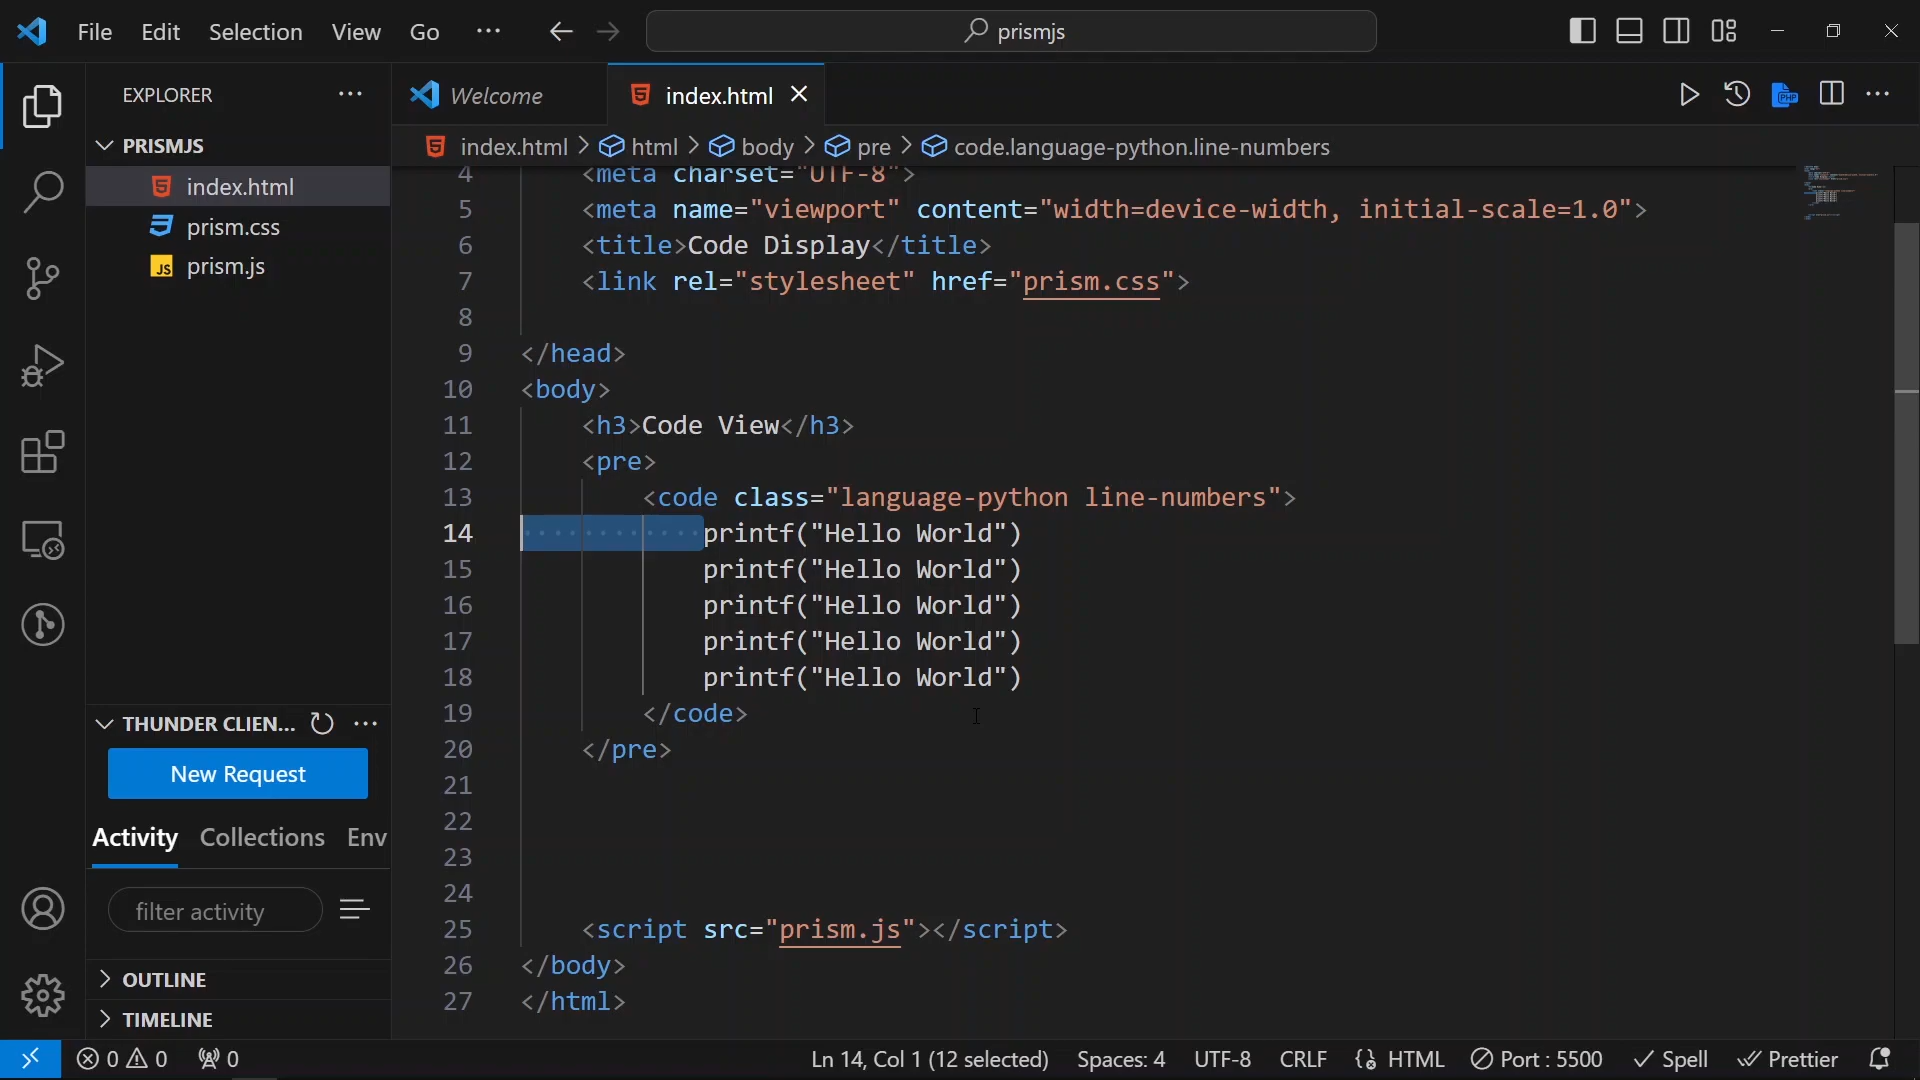 File Edit Selection View Go ··· prismjs
EXPLORER ···
PRISMJS
index.html
prism.css
JS prism.js
THUNDER CLIEN... ···
New Request
Activity Collections Env
filter activity
OUTLINE
TIMELINE
Welcome index.html
PHP ···
index.html > html > body > pre > code.language-python.line-numbers
4 <meta charset="UTF-8">
5 <meta name="viewport" content="width=device-width, initial-scale=1.0">
6 <title>Code Display</title>
7 <link rel="stylesheet" href="prism.css">
8
9 </head>
10 <body>
11 <h3>Code View</h3>
12 <pre>
13 <code class="language-python line-numbers">
14 printf("Hello World")
15 printf("Hello World")
16 printf("Hello World")
17 printf("Hello World")
18 printf("Hello World")
19 </code>
20 </pre>
21
22
23
24
25 <script src="prism.js"></script>
26 </body>
27 </html>
0 0 0 Ln 14, Col 1 (12 selected) Spaces: 4 UTF-8 CRLF HTML Port : 5500 Spell Prettier